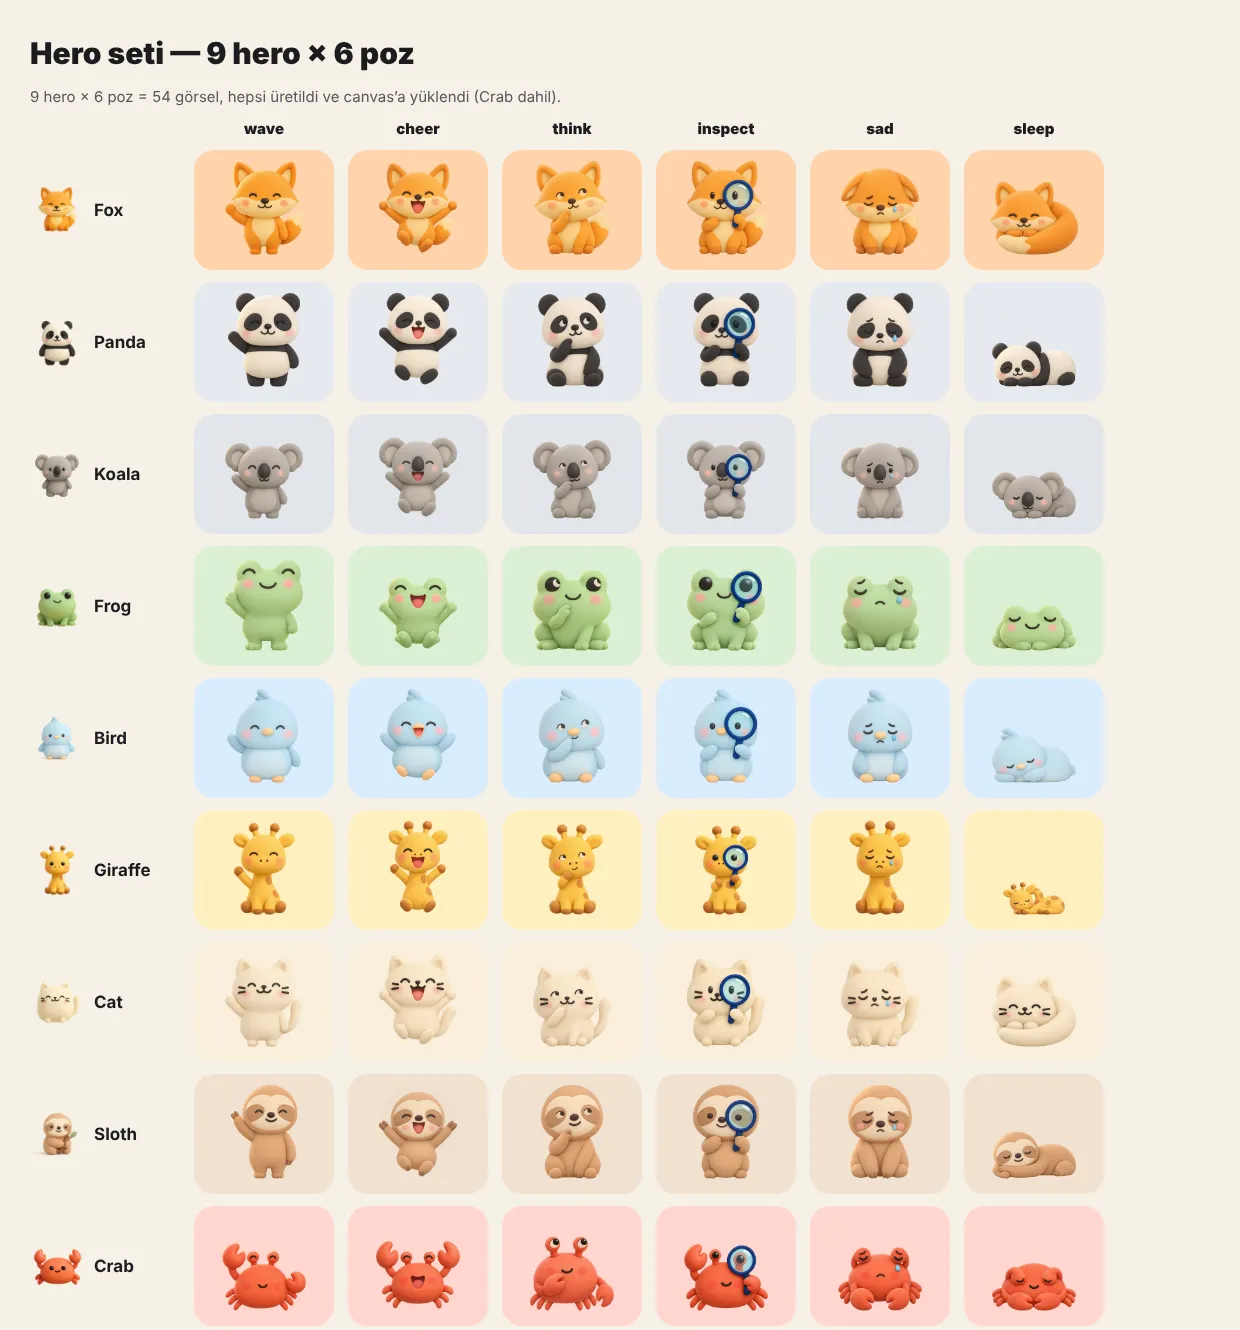 Hero seti — 9 hero × 6 poz
9 hero × 6 poz = 54 görsel, hepsi üretildi ve canvas’a yüklendi (Crab dahil).
wave cheer think inspect sad sleep
Fox
Panda
Koala
Frog
Bird
Giraffe
Cat
Sloth
Crab